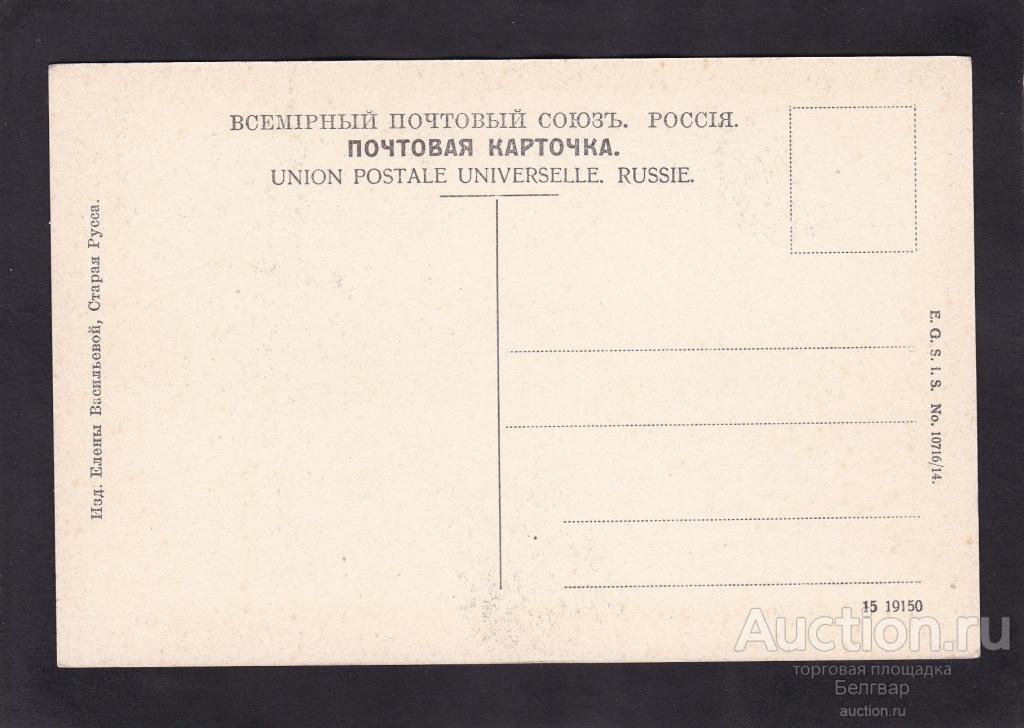 ВСЕМІРНЫЙ ПОЧТОВЫЙ СОЮЗЪ. РОССІЯ.
ПОЧТОВАЯ КАРТОЧКА.
UNION POSTALE UNIVERSELLE. RUSSIE.
Изд. Елены Васильевой, Старая Русса.
E. G. S. i. S. No. 10716/14.
15 19150
Auction.ru
торговая площадка
Белгвар
auction.ru